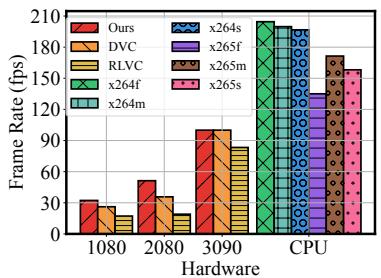 210
180
150
120
90
60
30
0
Frame Rate (fps)
Ours
DVC
RLVC
x264f
x264m
x264s
x265f
x265m
x265s
1080 2080 3090 CPU
Hardware